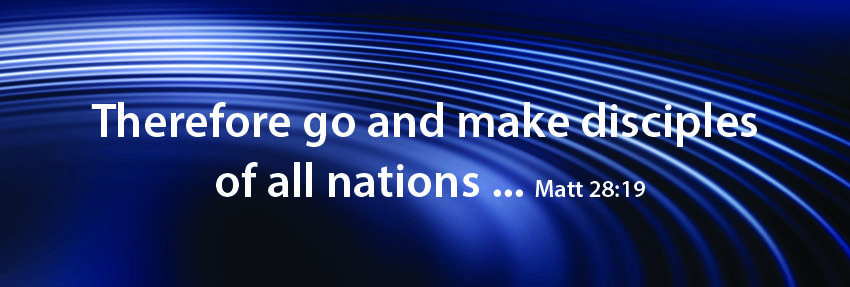 Therefore go and make disciples
of all nations ... Matt 28:19